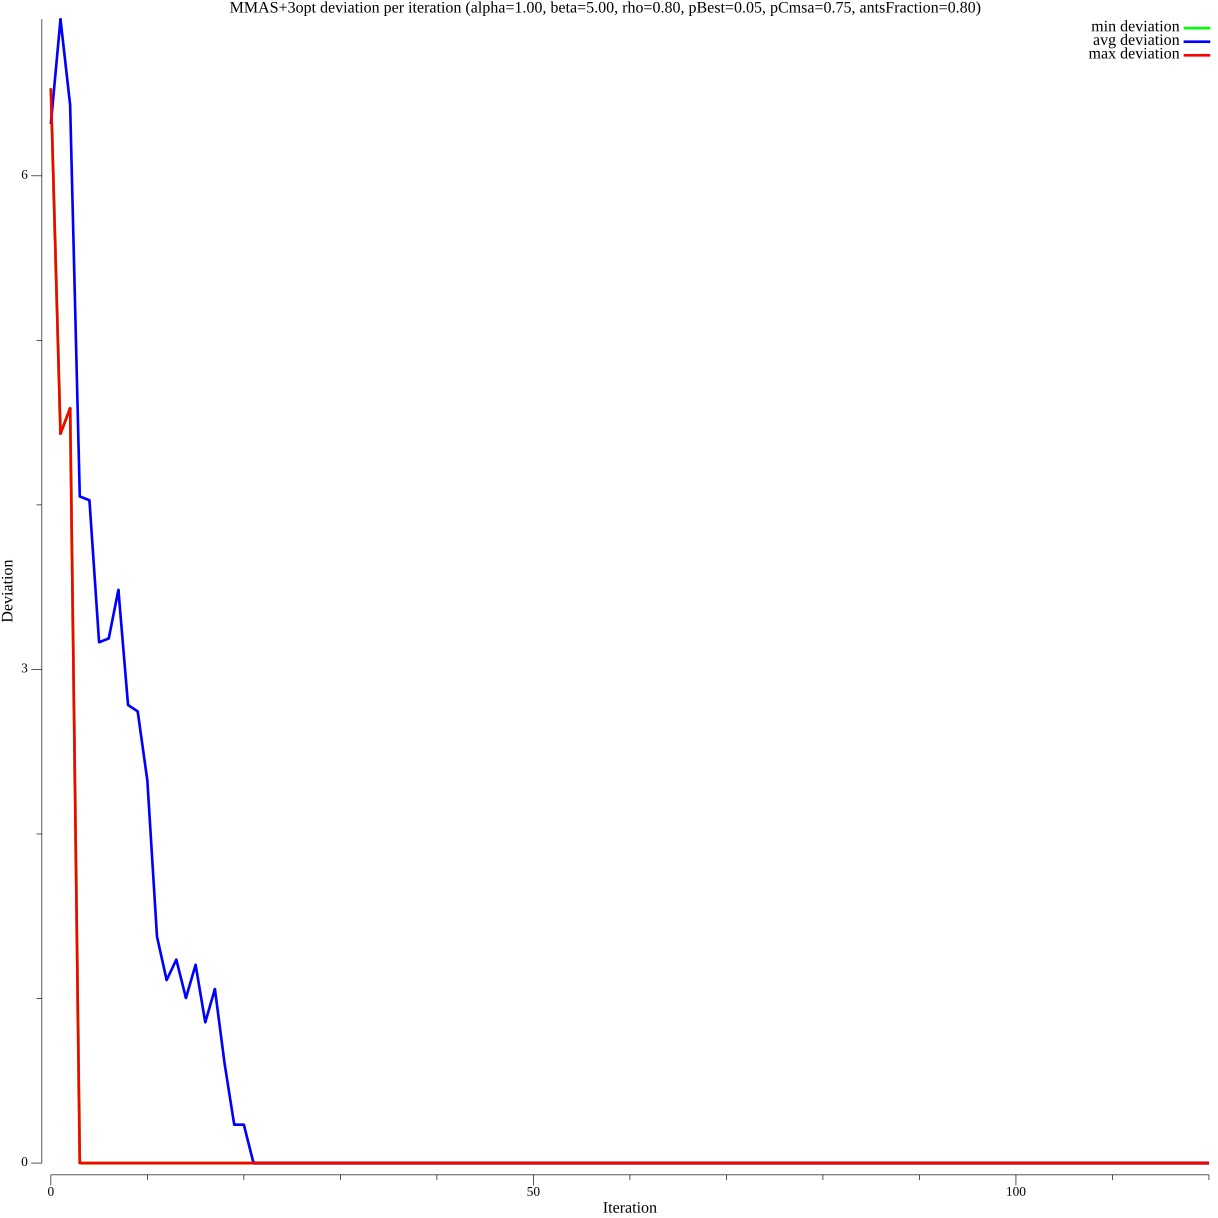 MMAS+3opt deviation per iteration (alpha=1.00, beta=5.00, rho=0.80, pBest=0.05, pCmsa=0.75, antsFraction=0.80)
min deviation
avg deviation
max deviation
6
Deviation
3
0
0 50 100
Iteration